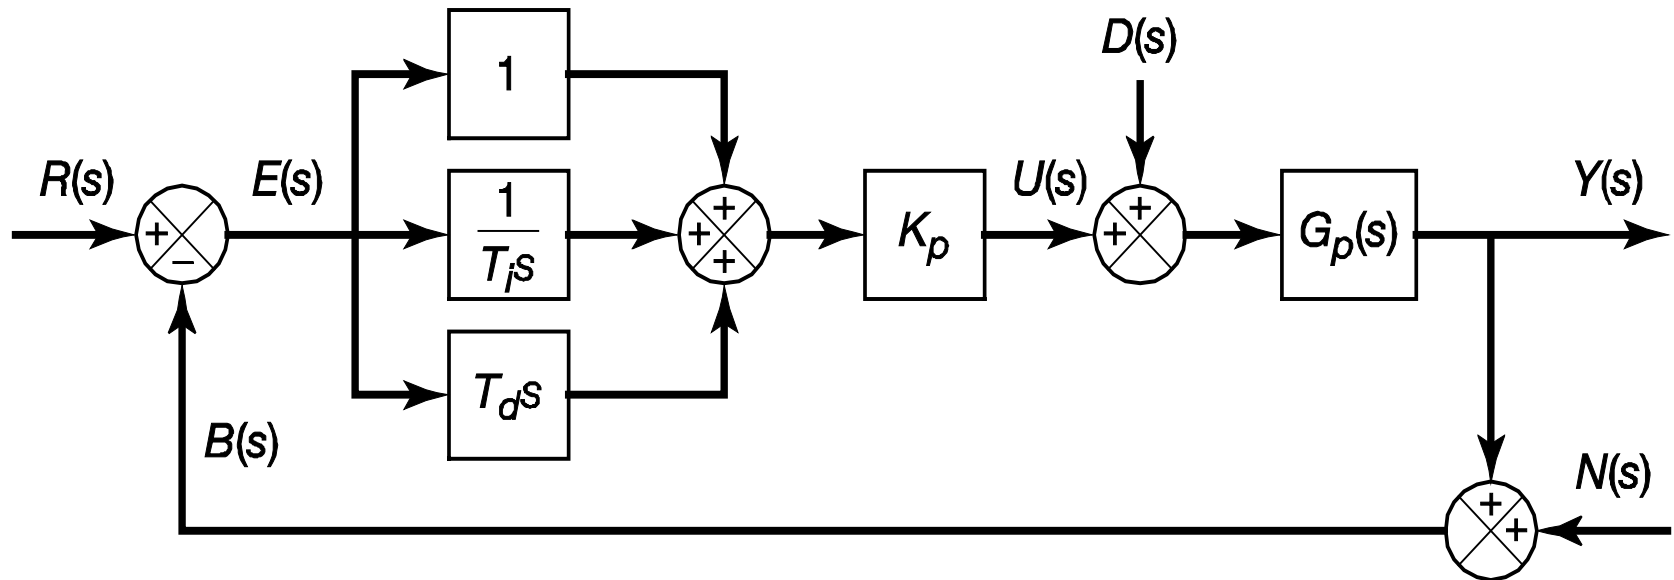 D(s)
1
R(s)
E(s)
1
T_i s
U(s)
Y(s)
+
−
+
+
+
K_p
+
+
G_p(s)
T_d s
B(s)
N(s)
+
+